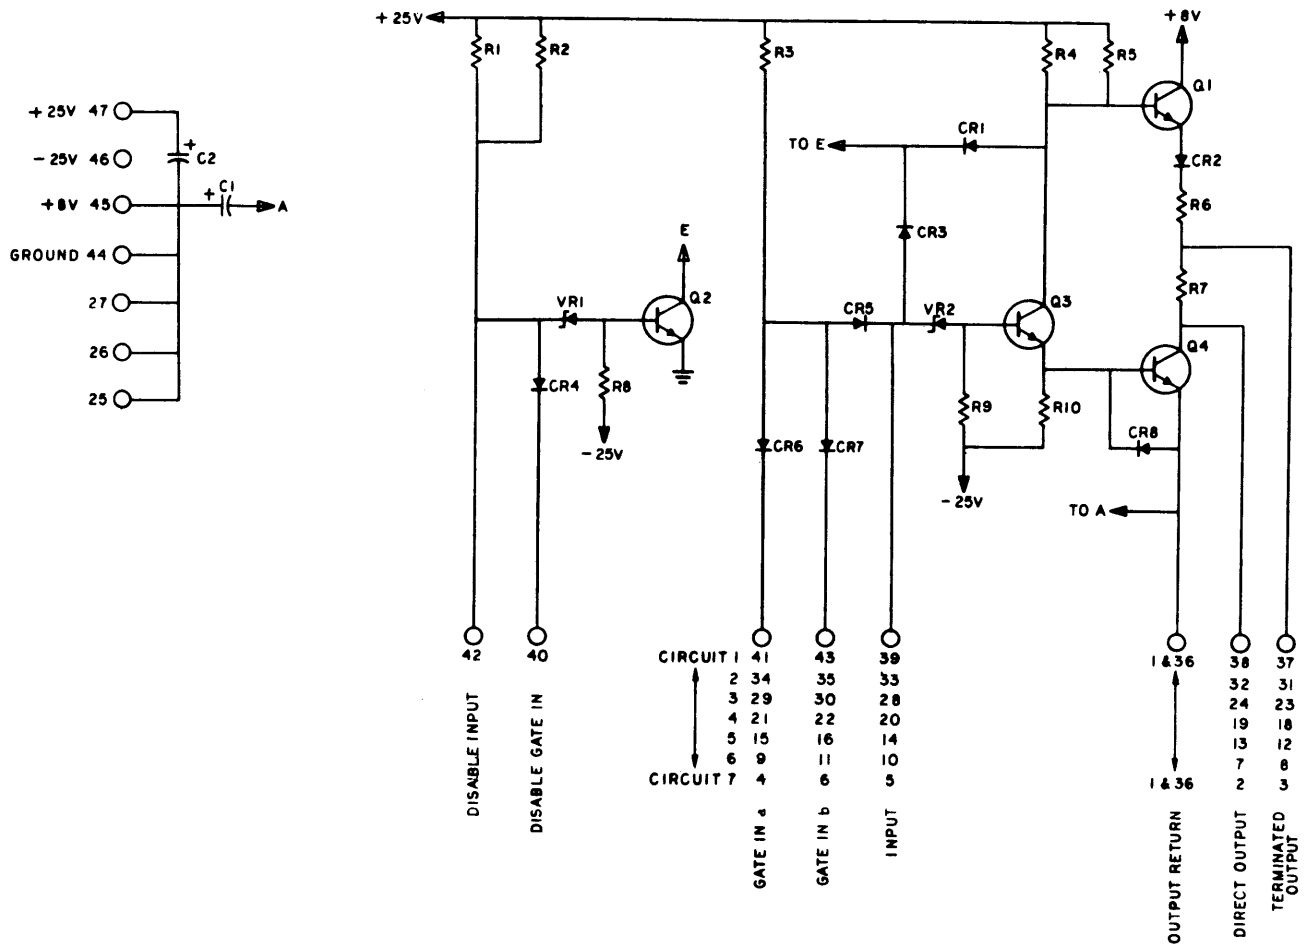 +25V
+8V
R1
R2
R3
R4
R5
Q1
+25V 47
+
C2
-25V 46
+8V 45
+
C1
A
GROUND 44
27
26
25
TO E
CR1
CR2
R6
CR3
E
R7
VR1
Q2
CR5
VR2
Q3
Q4
CR4
R8
-25V
CR6
CR7
R9
R10
CR8
-25V
TO A
42
40
CIRCUIT 1 41 43 39 1 & 36 38 37
2 34 35 33 32 31
3 29 30 28 24 23
4 21 22 20 19 18
5 15 16 14 13 12
6 9 11 10 7 8
CIRCUIT 7 4 6 5 1 & 36 2 3
DISABLE INPUT
DISABLE GATE IN
GATE IN a
GATE IN b
INPUT
OUTPUT RETURN
DIRECT OUTPUT
TERMINATED
OUTPUT